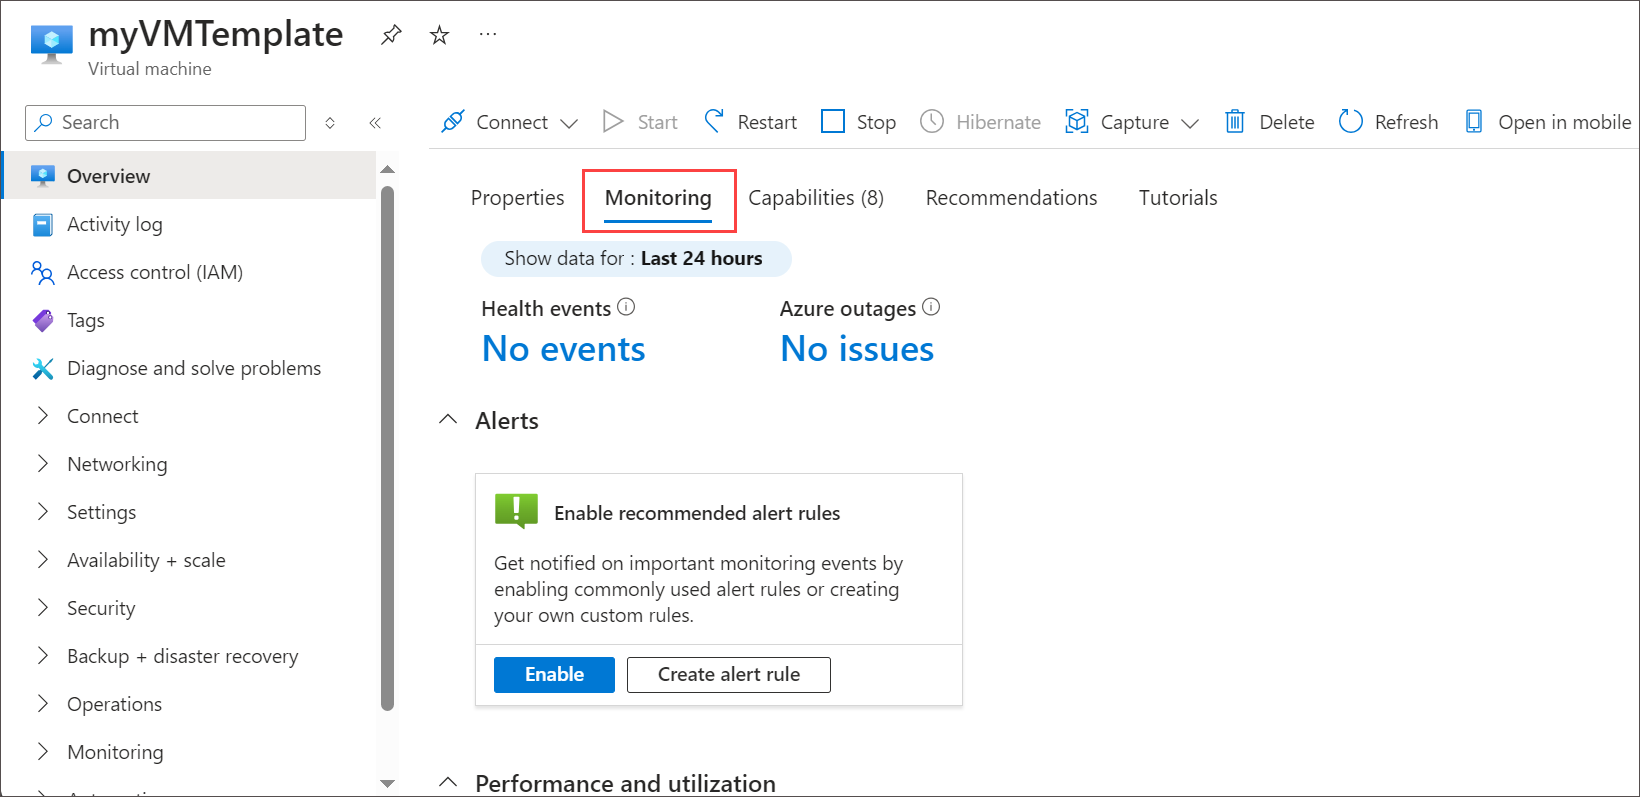 myVMTemplate
Virtual machine
Search
Connect
Start
Restart
Stop
Hibernate
Capture
Delete
Refresh
Open in mobile
Overview
Activity log
Access control (IAM)
Tags
Diagnose and solve problems
Connect
Networking
Settings
Availability + scale
Security
Backup + disaster recovery
Operations
Monitoring
Properties
Monitoring
Capabilities (8)
Recommendations
Tutorials
Show data for : Last 24 hours
Health events
No events
Azure outages
No issues
Alerts
Enable recommended alert rules
Get notified on important monitoring events by
enabling commonly used alert rules or creating
your own custom rules.
Enable
Create alert rule
Performance and utilization